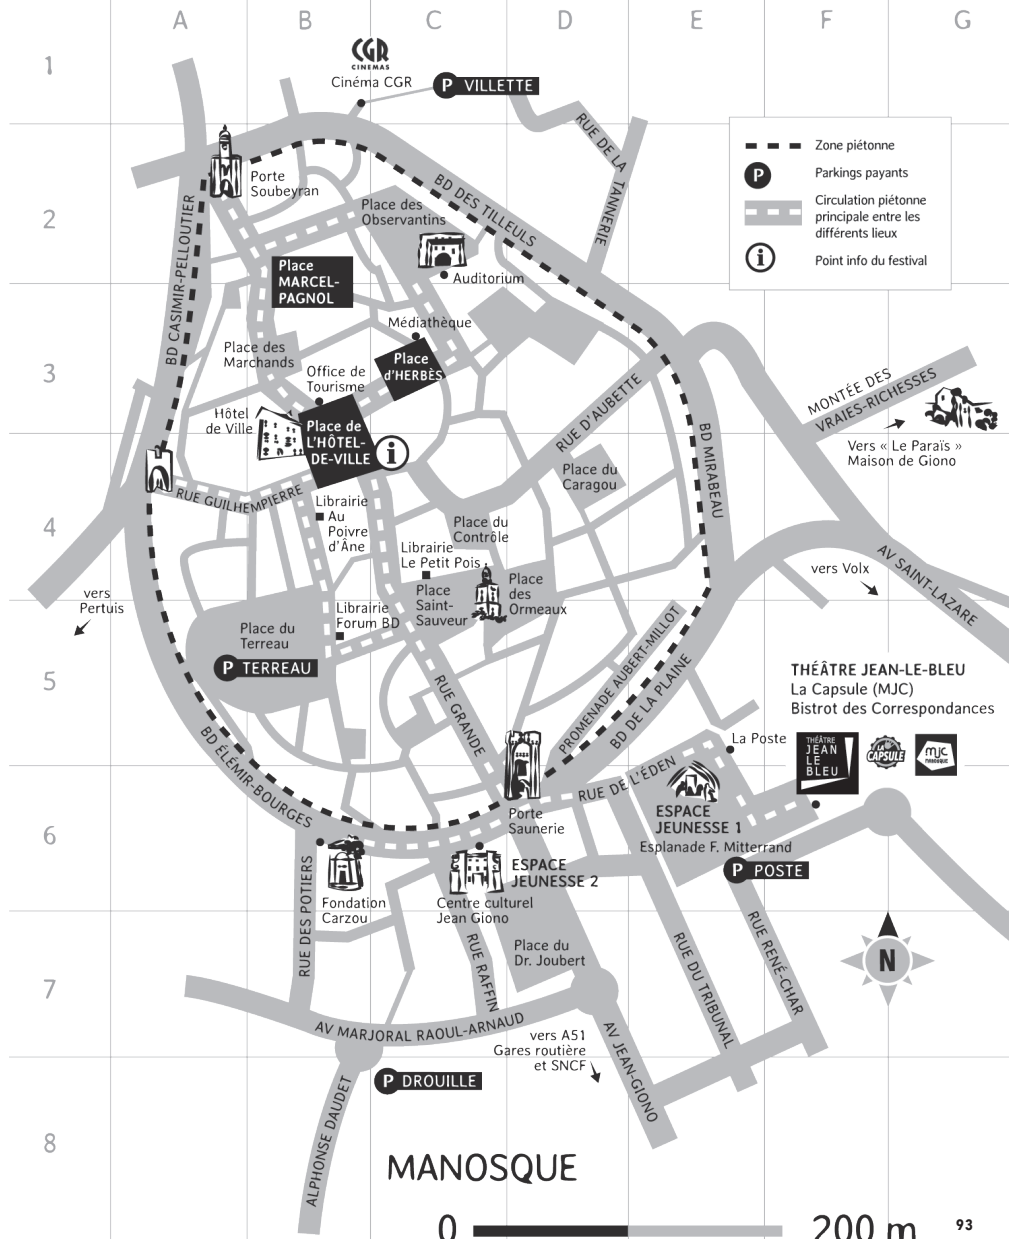 A B C D E F G
1
CGR
CINEMAS
Cinéma CGR
P VILLETTE
RUE DE LA
TANNERIE
Zone piétonne
P
Parkings payants
Circulation piétonne
principale entre les
différents lieux
i
Point info du festival
Porte
Soubeyran
BD DES TILLEULS
2
Place des
Observantins
BD CASIMIR-PELLOUTIER
Auditorium
Place
MARCEL-
PAGNOL
Médiathèque
Place des
Marchands
3
Place
d'HERBÈS
Office de
Tourisme
MONTÉE DES
VRAIES-RICHESSES
RUE D'AUBETTE
Hôtel
de Ville
Place de
L'HÔTEL-
DE-VILLE
i
BD MIRABEAU
Vers « Le Paraïs »
Maison de Giono
Place du
Caragou
RUE GUILHEMPIERRE
Librairie
Au
Poivre
d'Âne
4
Place du
Contrôle
Librairie
Le Petit Pois
vers Volx
AV SAINT-LAZARE
vers
Pertuis
Place
Saint-
Sauveur
Place
des
Ormeaux
Librairie
Forum BD
Place du
Terreau
P TERREAU
5
RUE GRANDE
PROMENADE AUBERT-MILLOT
BD DE LA PLAINE
THÉÂTRE JEAN-LE-BLEU
La Capsule (MJC)
Bistrot des Correspondances
La Poste
THÉÂTRE
JEAN
LE
BLEU
LA
CAPSULE
mjc
MANOSQUE
BD ÉLÉMIR-BOURGES
RUE DE L'ÉDEN
Porte
Saunerie
ESPACE
JEUNESSE 1
Esplanade F. Mitterrand
6
P POSTE
ESPACE
JEUNESSE 2
Fondation
Carzou
Centre culturel
Jean Giono
RUE DES POTIERS
RUE RAFFIN
Place du
Dr. Joubert
RUE DU TRIBUNAL
RUE RENÉ-CHAR
N
7
AV MARJORAL RAOUL-ARNAUD
vers A51
Gares routière
et SNCF
AV JEAN-GIONO
P DROUILLE
ALPHONSE DAUDET
8
MANOSQUE
0 200 m
93